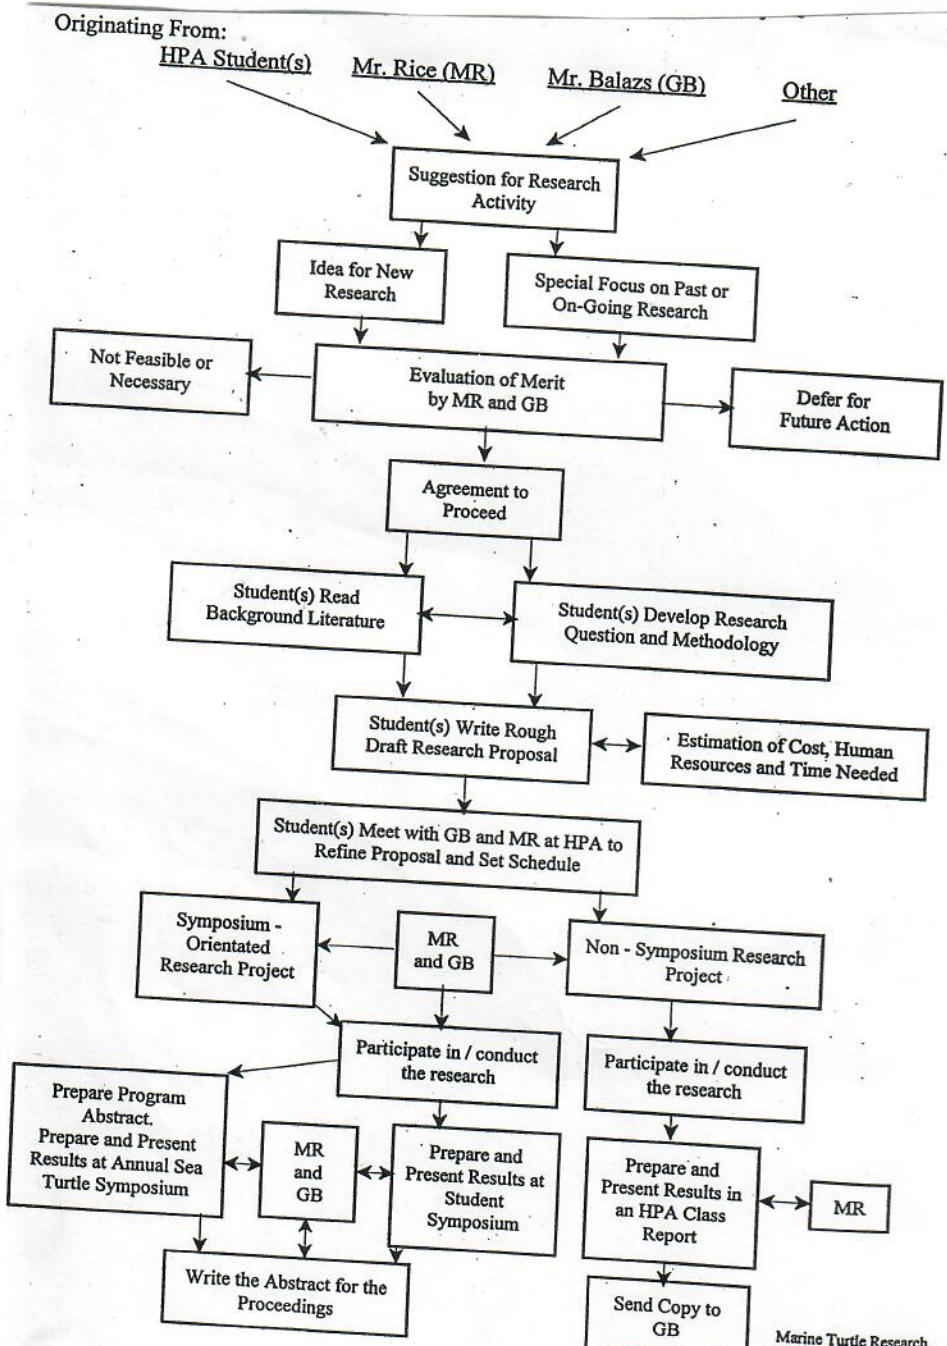 Originating From:
HPA Student(s)
Mr. Rice (MR)
Mr. Balazs (GB)
Other
Suggestion for Research
Activity
Idea for New
Research
Special Focus on Past or
On-Going Research
Not Feasible or
Necessary
Evaluation of Merit
by MR and GB
Defer for
Future Action
Agreement to
Proceed
Student(s) Read
Background Literature
Student(s) Develop Research
Question and Methodology
Student(s) Write Rough
Draft Research Proposal
Estimation of Cost, Human
Resources and Time Needed
Student(s) Meet with GB and MR at HPA to
Refine Proposal and Set Schedule
Symposium -
Orientated
Research Project
MR
and GB
Non - Symposium Research
Project
Participate in / conduct
the research
Participate in / conduct
the research
Prepare Program
Abstract.
Prepare and Present
Results at Annual Sea
Turtle Symposium
MR
and
GB
Prepare and
Present Results at
Student
Symposium
Prepare and
Present Results in
an HPA Class
Report
MR
Write the Abstract for the
Proceedings
Send Copy to
GB
Marine Turtle Research